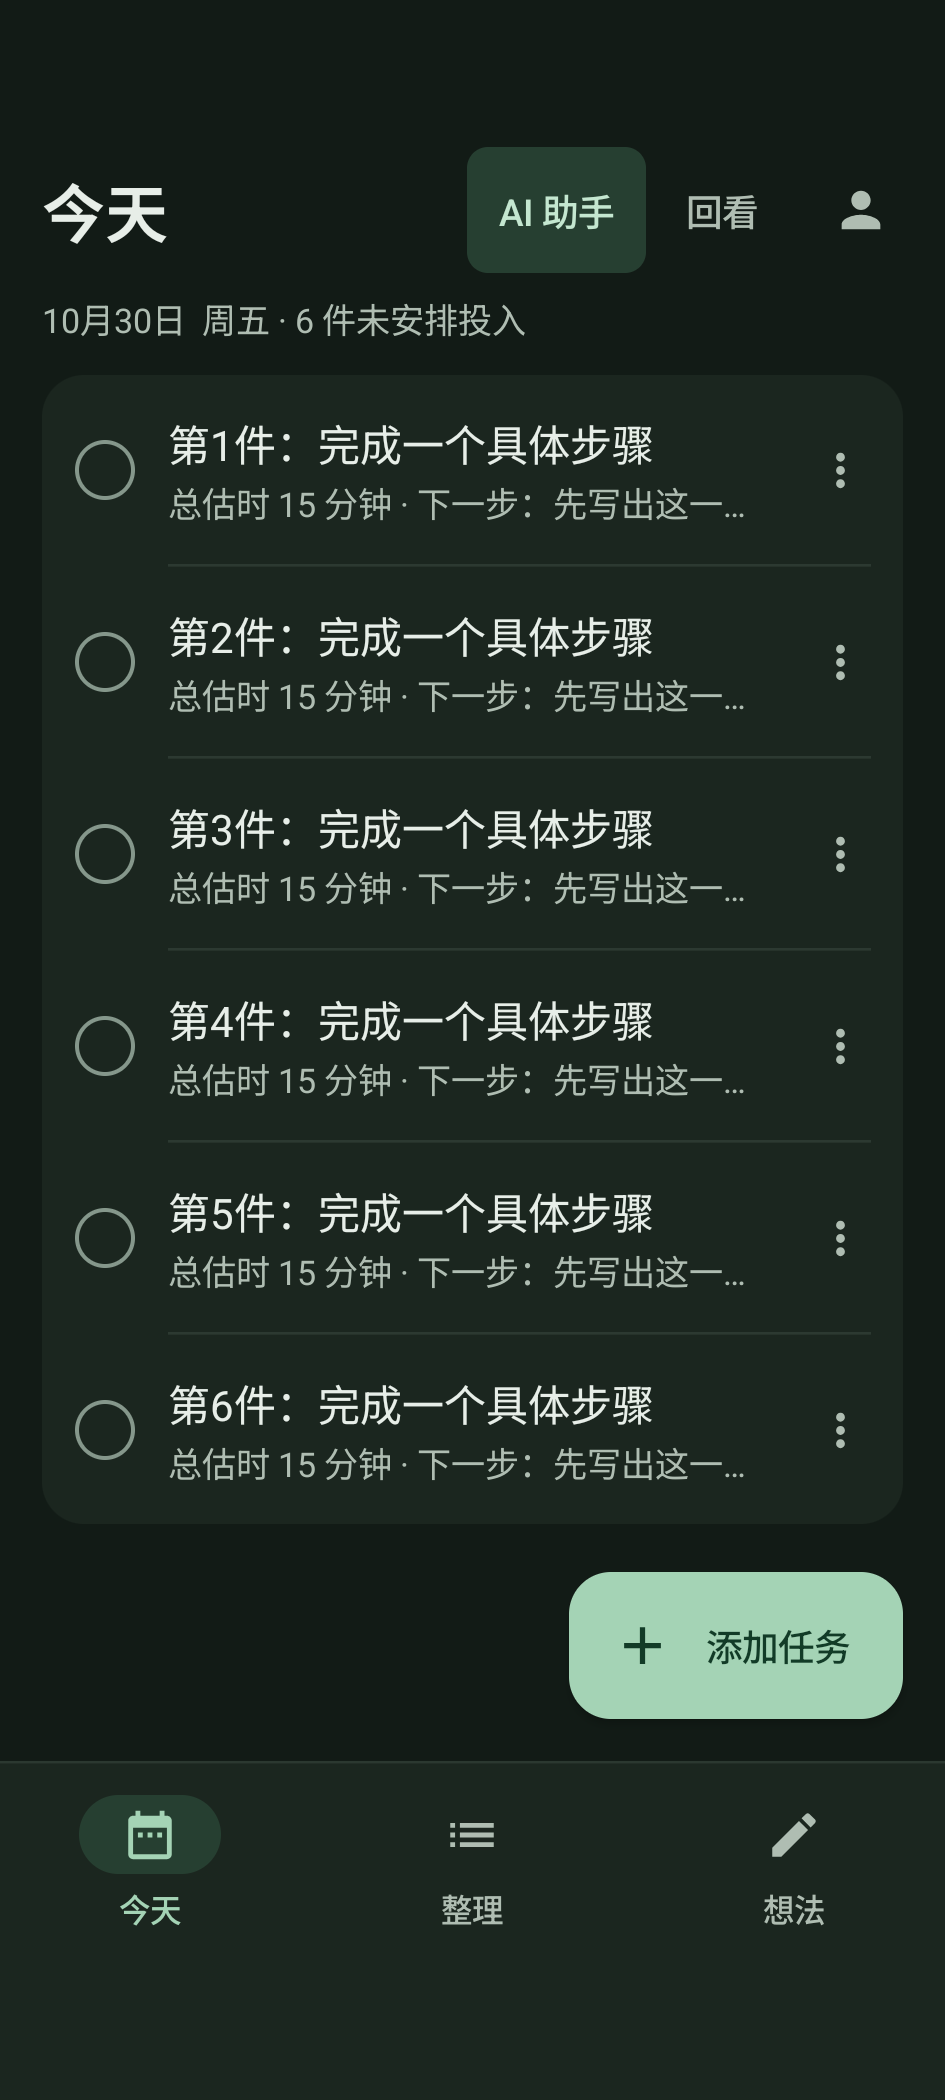 今天
AI 助手
回看
10月30日 周五 · 6 件未安排投入
第1件：完成一个具体步骤
总估时 15 分钟 · 下一步：先写出这一...
第2件：完成一个具体步骤
总估时 15 分钟 · 下一步：先写出这一...
第3件：完成一个具体步骤
总估时 15 分钟 · 下一步：先写出这一...
第4件：完成一个具体步骤
总估时 15 分钟 · 下一步：先写出这一...
第5件：完成一个具体步骤
总估时 15 分钟 · 下一步：先写出这一...
第6件：完成一个具体步骤
总估时 15 分钟 · 下一步：先写出这一...
添加任务
今天
整理
想法